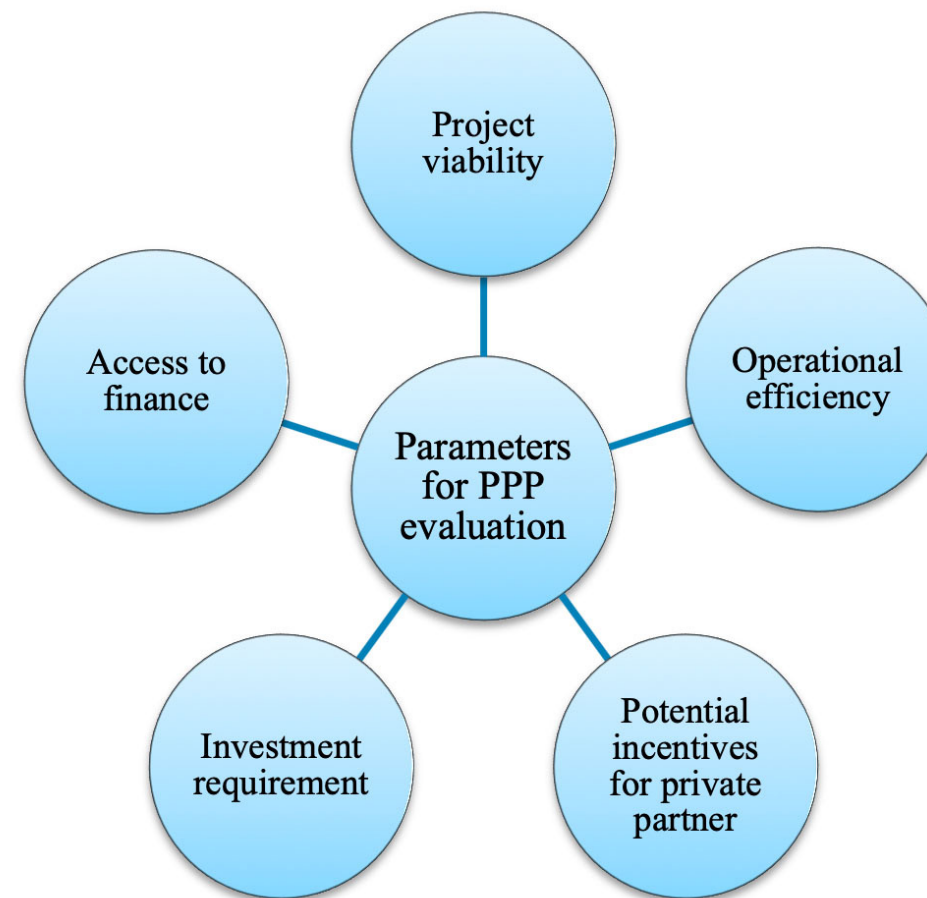 Project
viability
Operational
efficiency
Potential
incentives
for private
partner
Investment
requirement
Access to
finance
Parameters
for PPP
evaluation